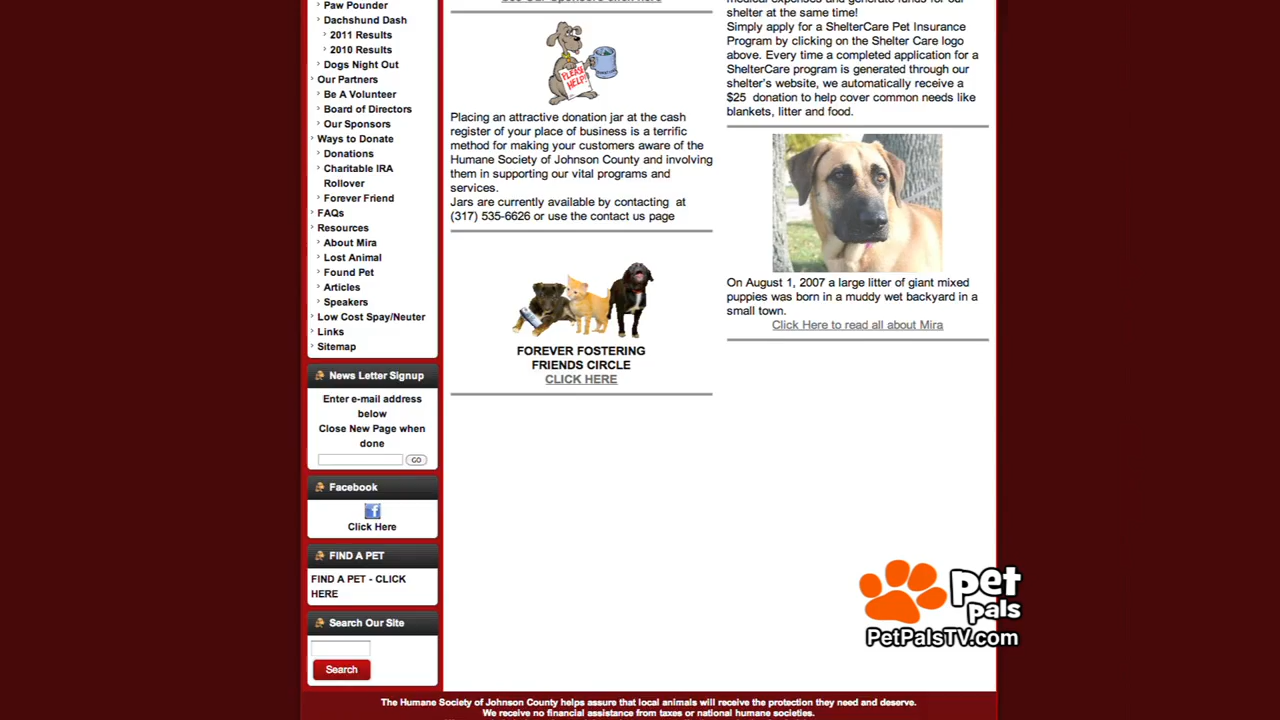 Paw Pounder
Dachshund Dash
2011 Results
2010 Results
Dogs Night Out
Our Partners
Be A Volunteer
Board of Directors
Our Sponsors
Ways to Donate
Donations
Charitable IRA
Rollover
Forever Friend
FAQs
Resources
About Mira
Lost Animal
Found Pet
Articles
Speakers
Low Cost Spay/Neuter
Links
Sitemap
News Letter Signup
Enter e-mail address
below
Close New Page when
done
GO
Facebook
Click Here
FIND A PET
FIND A PET - CLICK
HERE
Search Our Site
Search
See Our Sponsors click here
PLEASE
HELP!
Placing an attractive donation jar at the cash
register of your place of business is a terrific
method for making your customers aware of the
Humane Society of Johnson County and involving
them in supporting our vital programs and
services.
Jars are currently available by contacting at
(317) 535-6626 or use the contact us page
FOREVER FOSTERING
FRIENDS CIRCLE
CLICK HERE
medical expenses and generate funds for our
shelter at the same time!
Simply apply for a ShelterCare Pet Insurance
Program by clicking on the Shelter Care logo
above. Every time a completed application for a
ShelterCare program is generated through our
shelter's website, we automatically receive a
$25 donation to help cover common needs like
blankets, litter and food.
On August 1, 2007 a large litter of giant mixed
puppies was born in a muddy wet backyard in a
small town.
Click Here to read all about Mira
pet
pals
PetPalsTV.com
The Humane Society of Johnson County helps assure that local animals will receive the protection they need and deserve.
We receive no financial assistance from taxes or national humane societies.